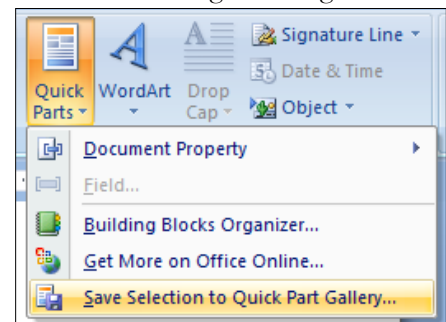 Signature Line
Quick Parts
WordArt
Drop Cap
Date & Time
Object
Document Property
Field...
Building Blocks Organizer...
Get More on Office Online...
Save Selection to Quick Part Gallery...